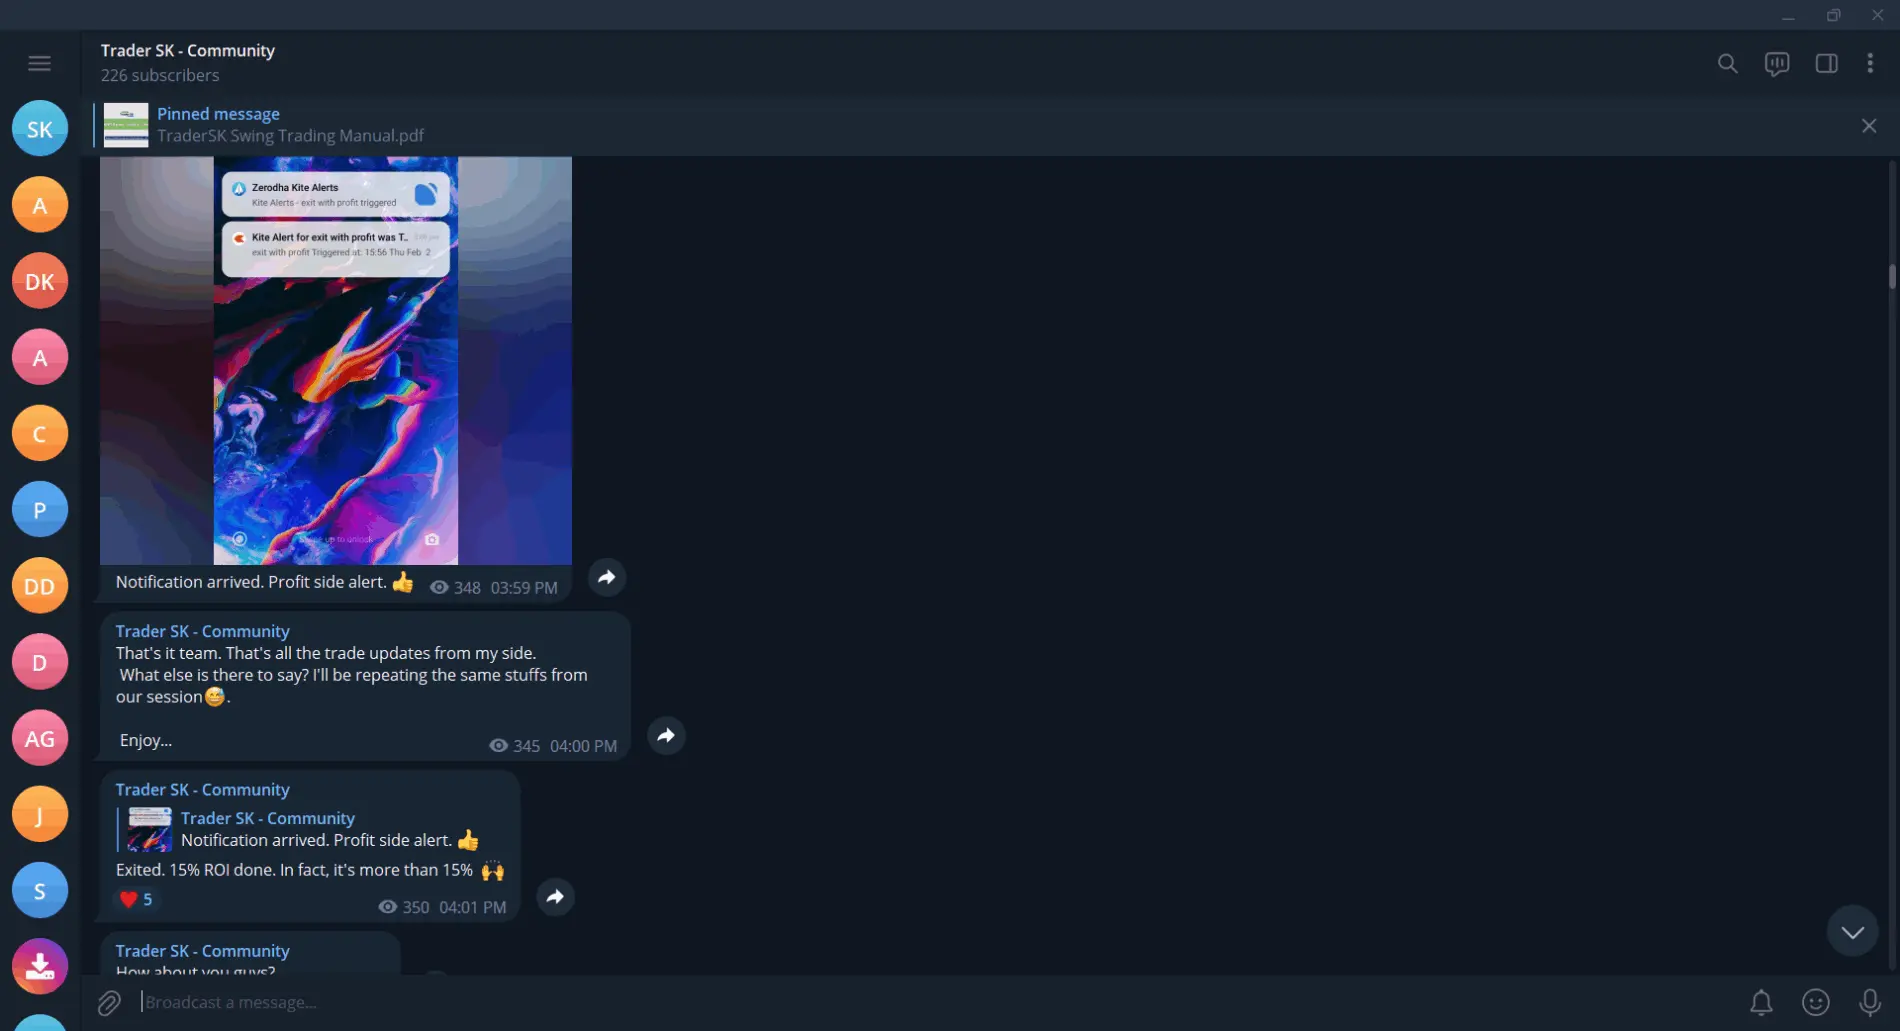 Trader SK - Community
226 subscribers
Pinned message
TraderSK Swing Trading Manual.pdf
SK
A
DK
A
C
P
DD
D
AG
J
S
Zerodha Kite Alerts
Kite Alerts - exit with profit triggered
Kite Alert for exit with profit was T..
exit with profit Triggered at: 15:56 Thu Feb 2
Swipe up to unlock
Notification arrived. Profit side alert. 👍 348 03:59 PM
Trader SK - Community
That's it team. That's all the trade updates from my side.
What else is there to say? I'll be repeating the same stuffs from
our session😅.
Enjoy... 345 04:00 PM
Trader SK - Community
Trader SK - Community
Notification arrived. Profit side alert. 👍
Exited. 15% ROI done. In fact, it's more than 15% 🙌
❤️ 5 350 04:01 PM
Trader SK - Community
How about you guys?
Broadcast a message...